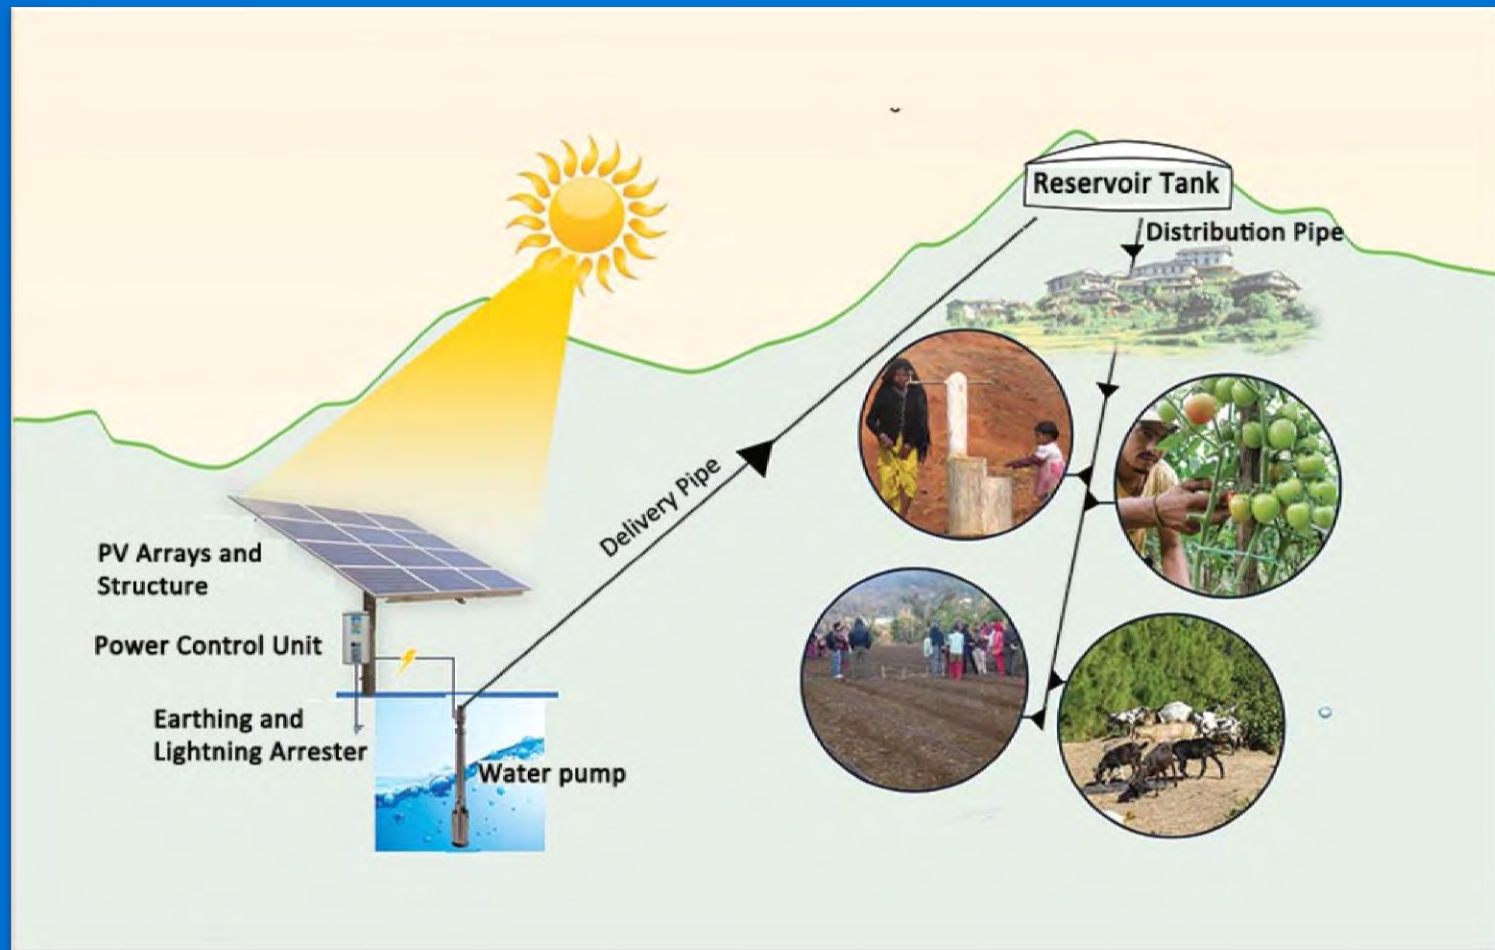 Reservoir Tank
Distribution Pipe
Delivery Pipe
PV Arrays and
Structure
Power Control Unit
Earthing and
Lightning Arrester
Water pump